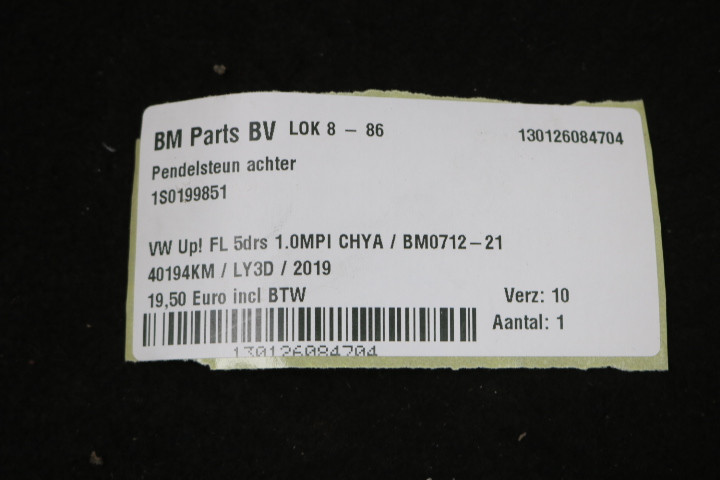 BM Parts BV LOK 8 - 86 130126084704
Pendelsteun achter
1S0199851
VW Up! FL 5drs 1.0MPI CHYA / BM0712-21
40194KM / LY3D / 2019
19,50 Euro incl BTW Verz: 10
Aantal: 1
130126084704